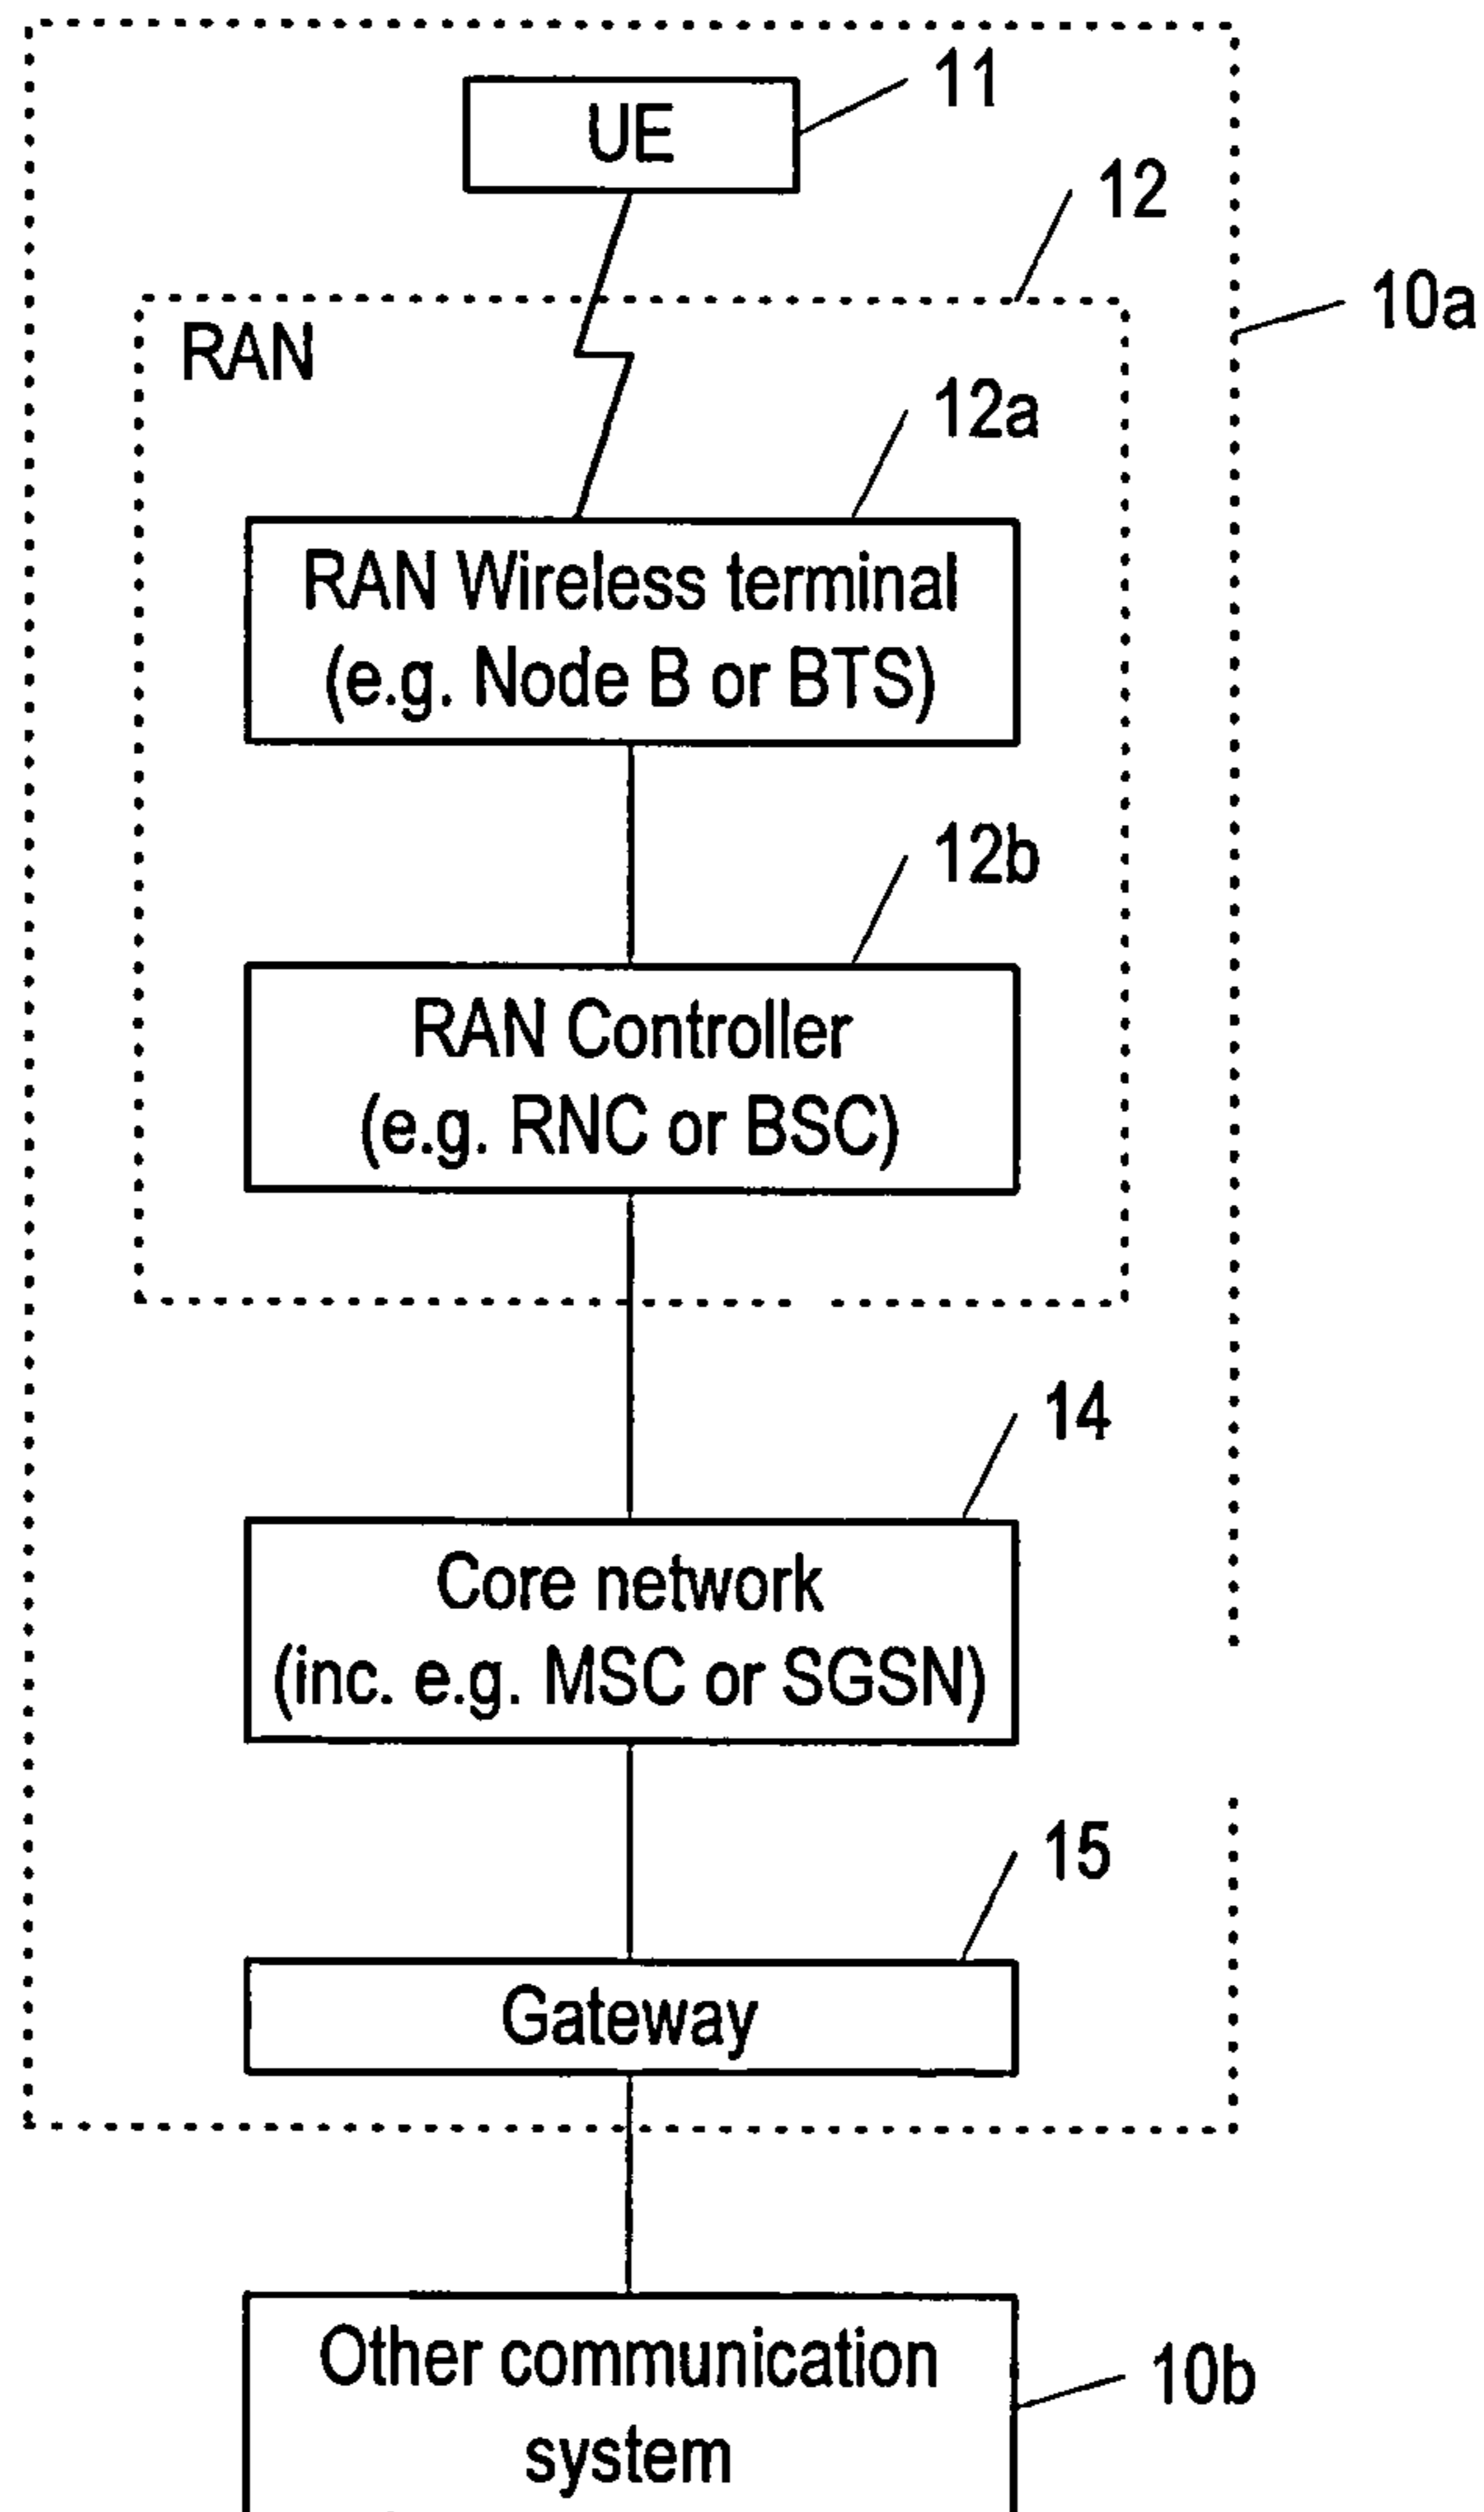 11
UE
12
10a
RAN
12a
RAN Wireless terminal
(e.g. Node B or BTS)
12b
RAN Controller
(e.g. RNC or BSC)
14
Core network
(inc. e.g. MSC or SGSN)
15
Gateway
Other communication
system
10b